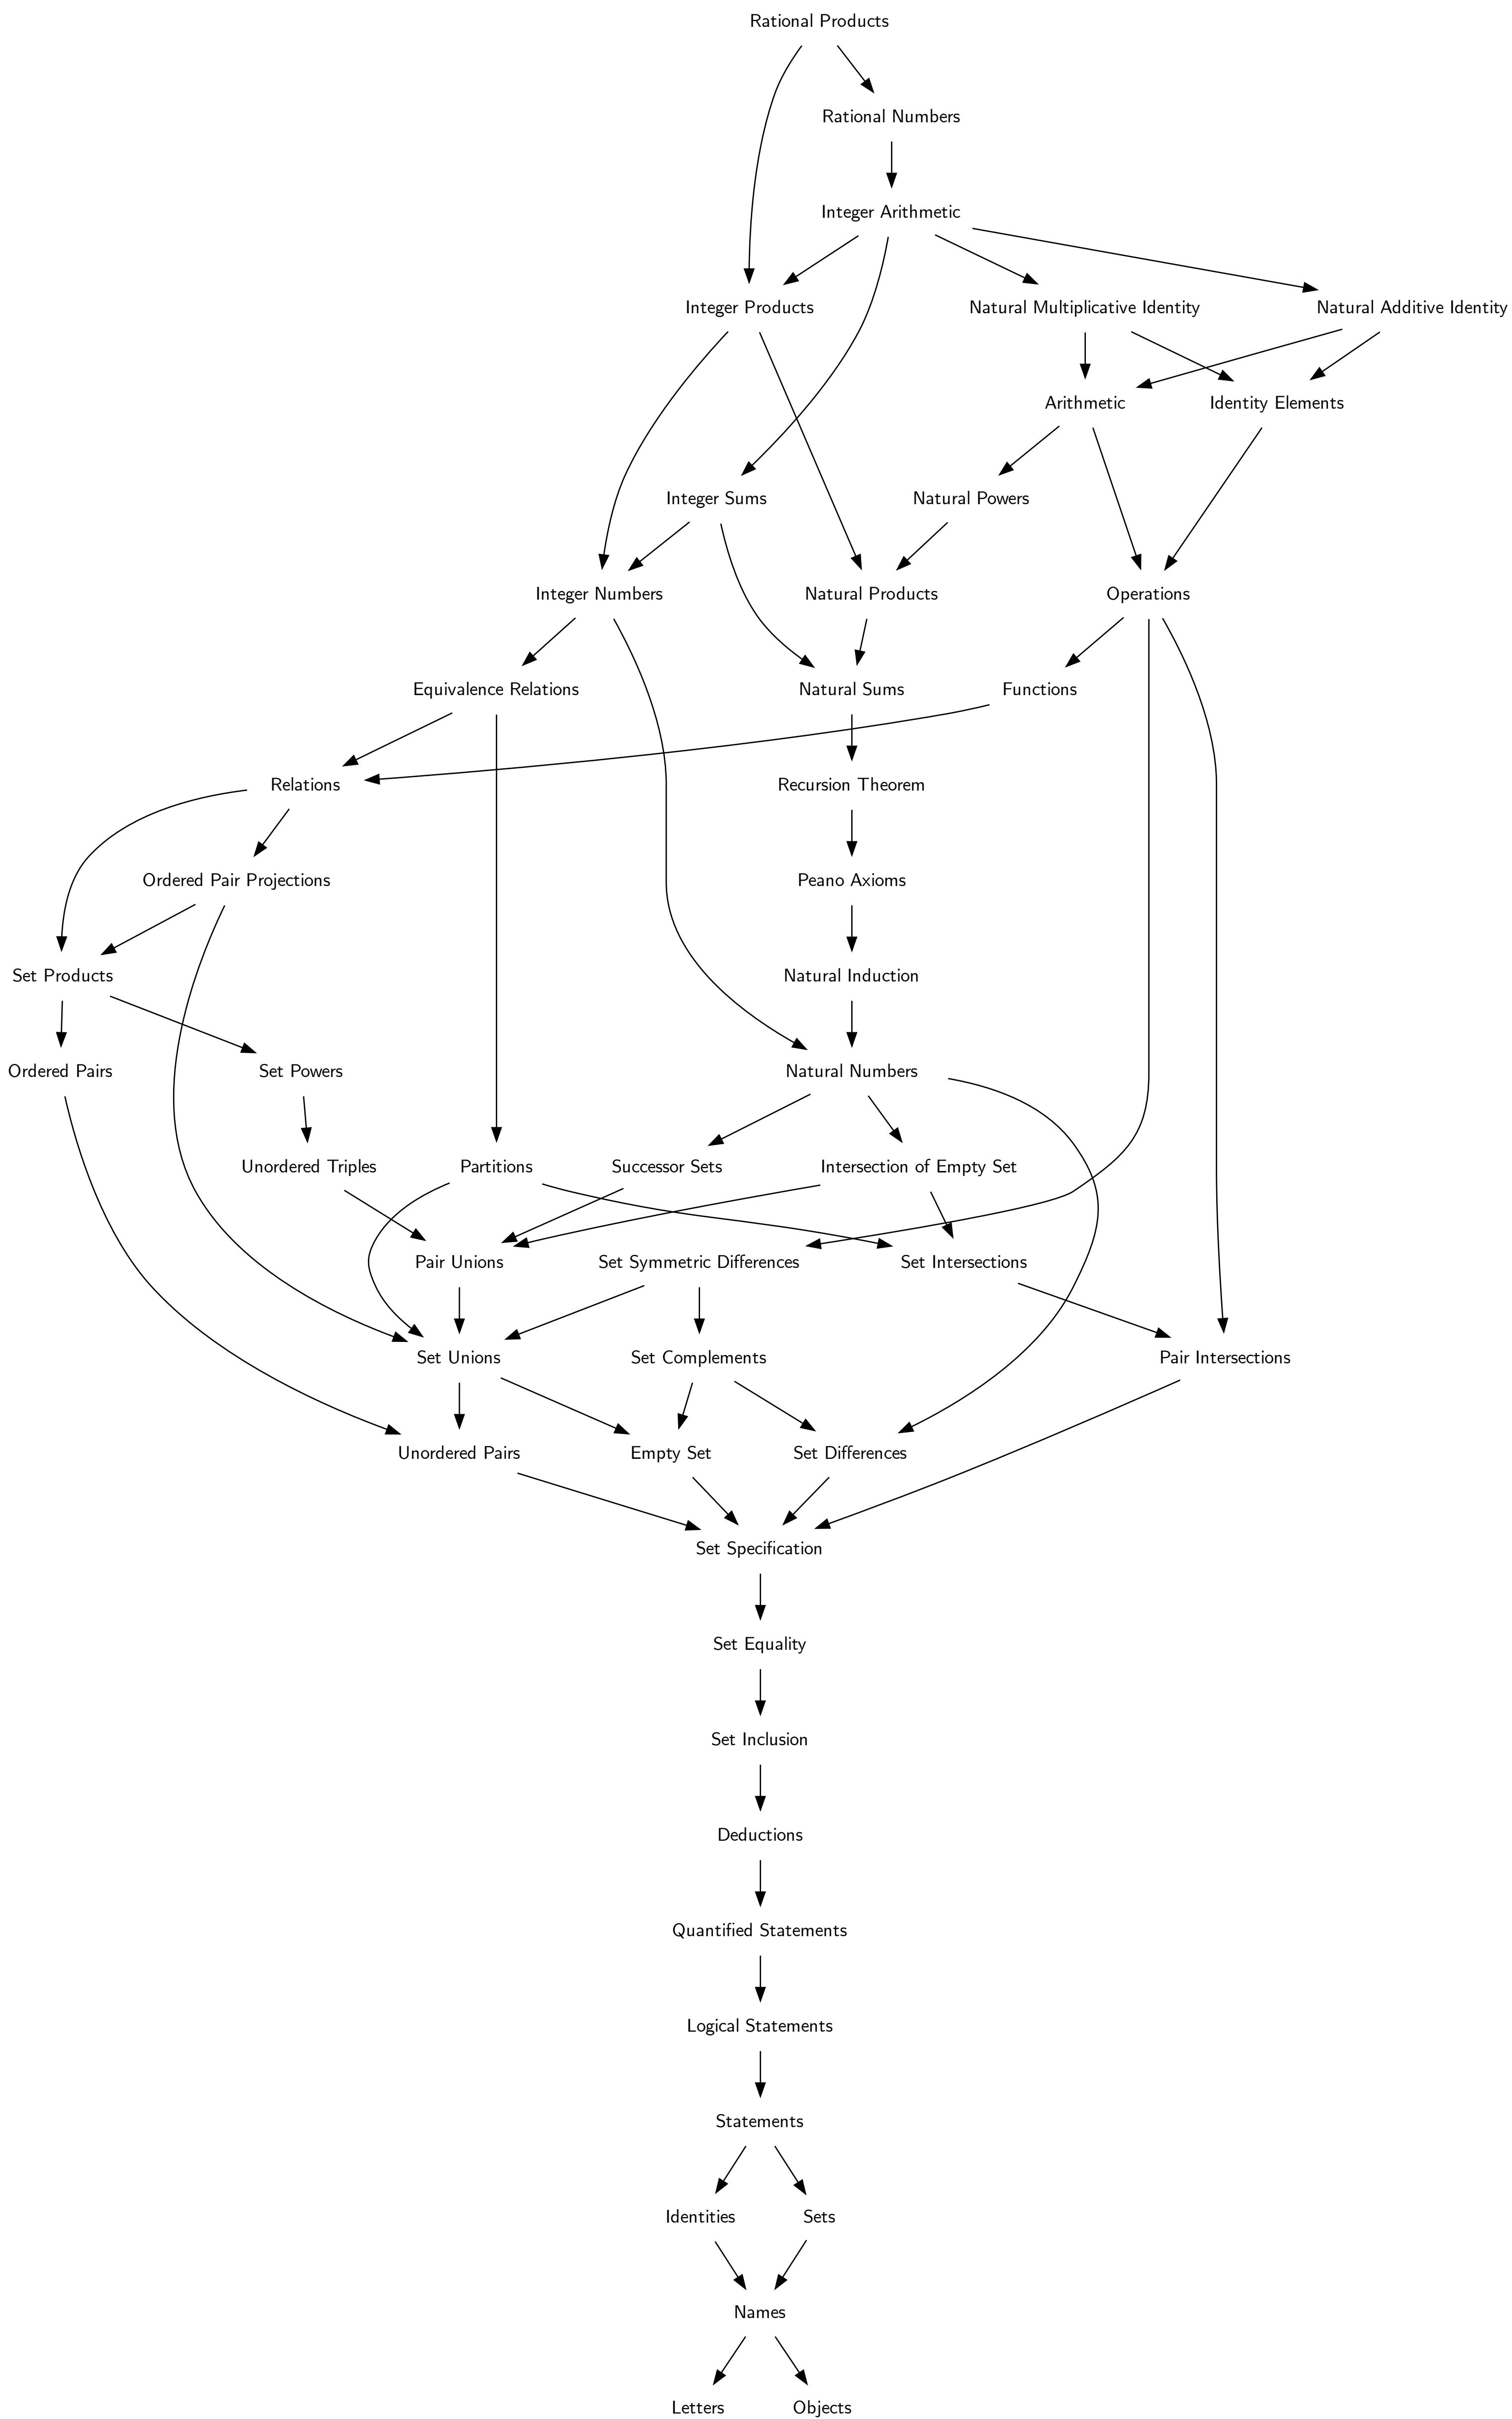 Rational Products
Rational Numbers
Integer Arithmetic
Integer Products
Natural Multiplicative Identity
Natural Additive Identity
Arithmetic
Identity Elements
Integer Sums
Natural Powers
Integer Numbers
Natural Products
Operations
Equivalence Relations
Natural Sums
Functions
Relations
Recursion Theorem
Ordered Pair Projections
Peano Axioms
Set Products
Natural Induction
Ordered Pairs
Set Powers
Natural Numbers
Unordered Triples
Partitions
Successor Sets
Intersection of Empty Set
Pair Unions
Set Symmetric Differences
Set Intersections
Set Unions
Set Complements
Pair Intersections
Unordered Pairs
Empty Set
Set Differences
Set Specification
Set Equality
Set Inclusion
Deductions
Quantified Statements
Logical Statements
Statements
Identities
Sets
Names
Letters
Objects